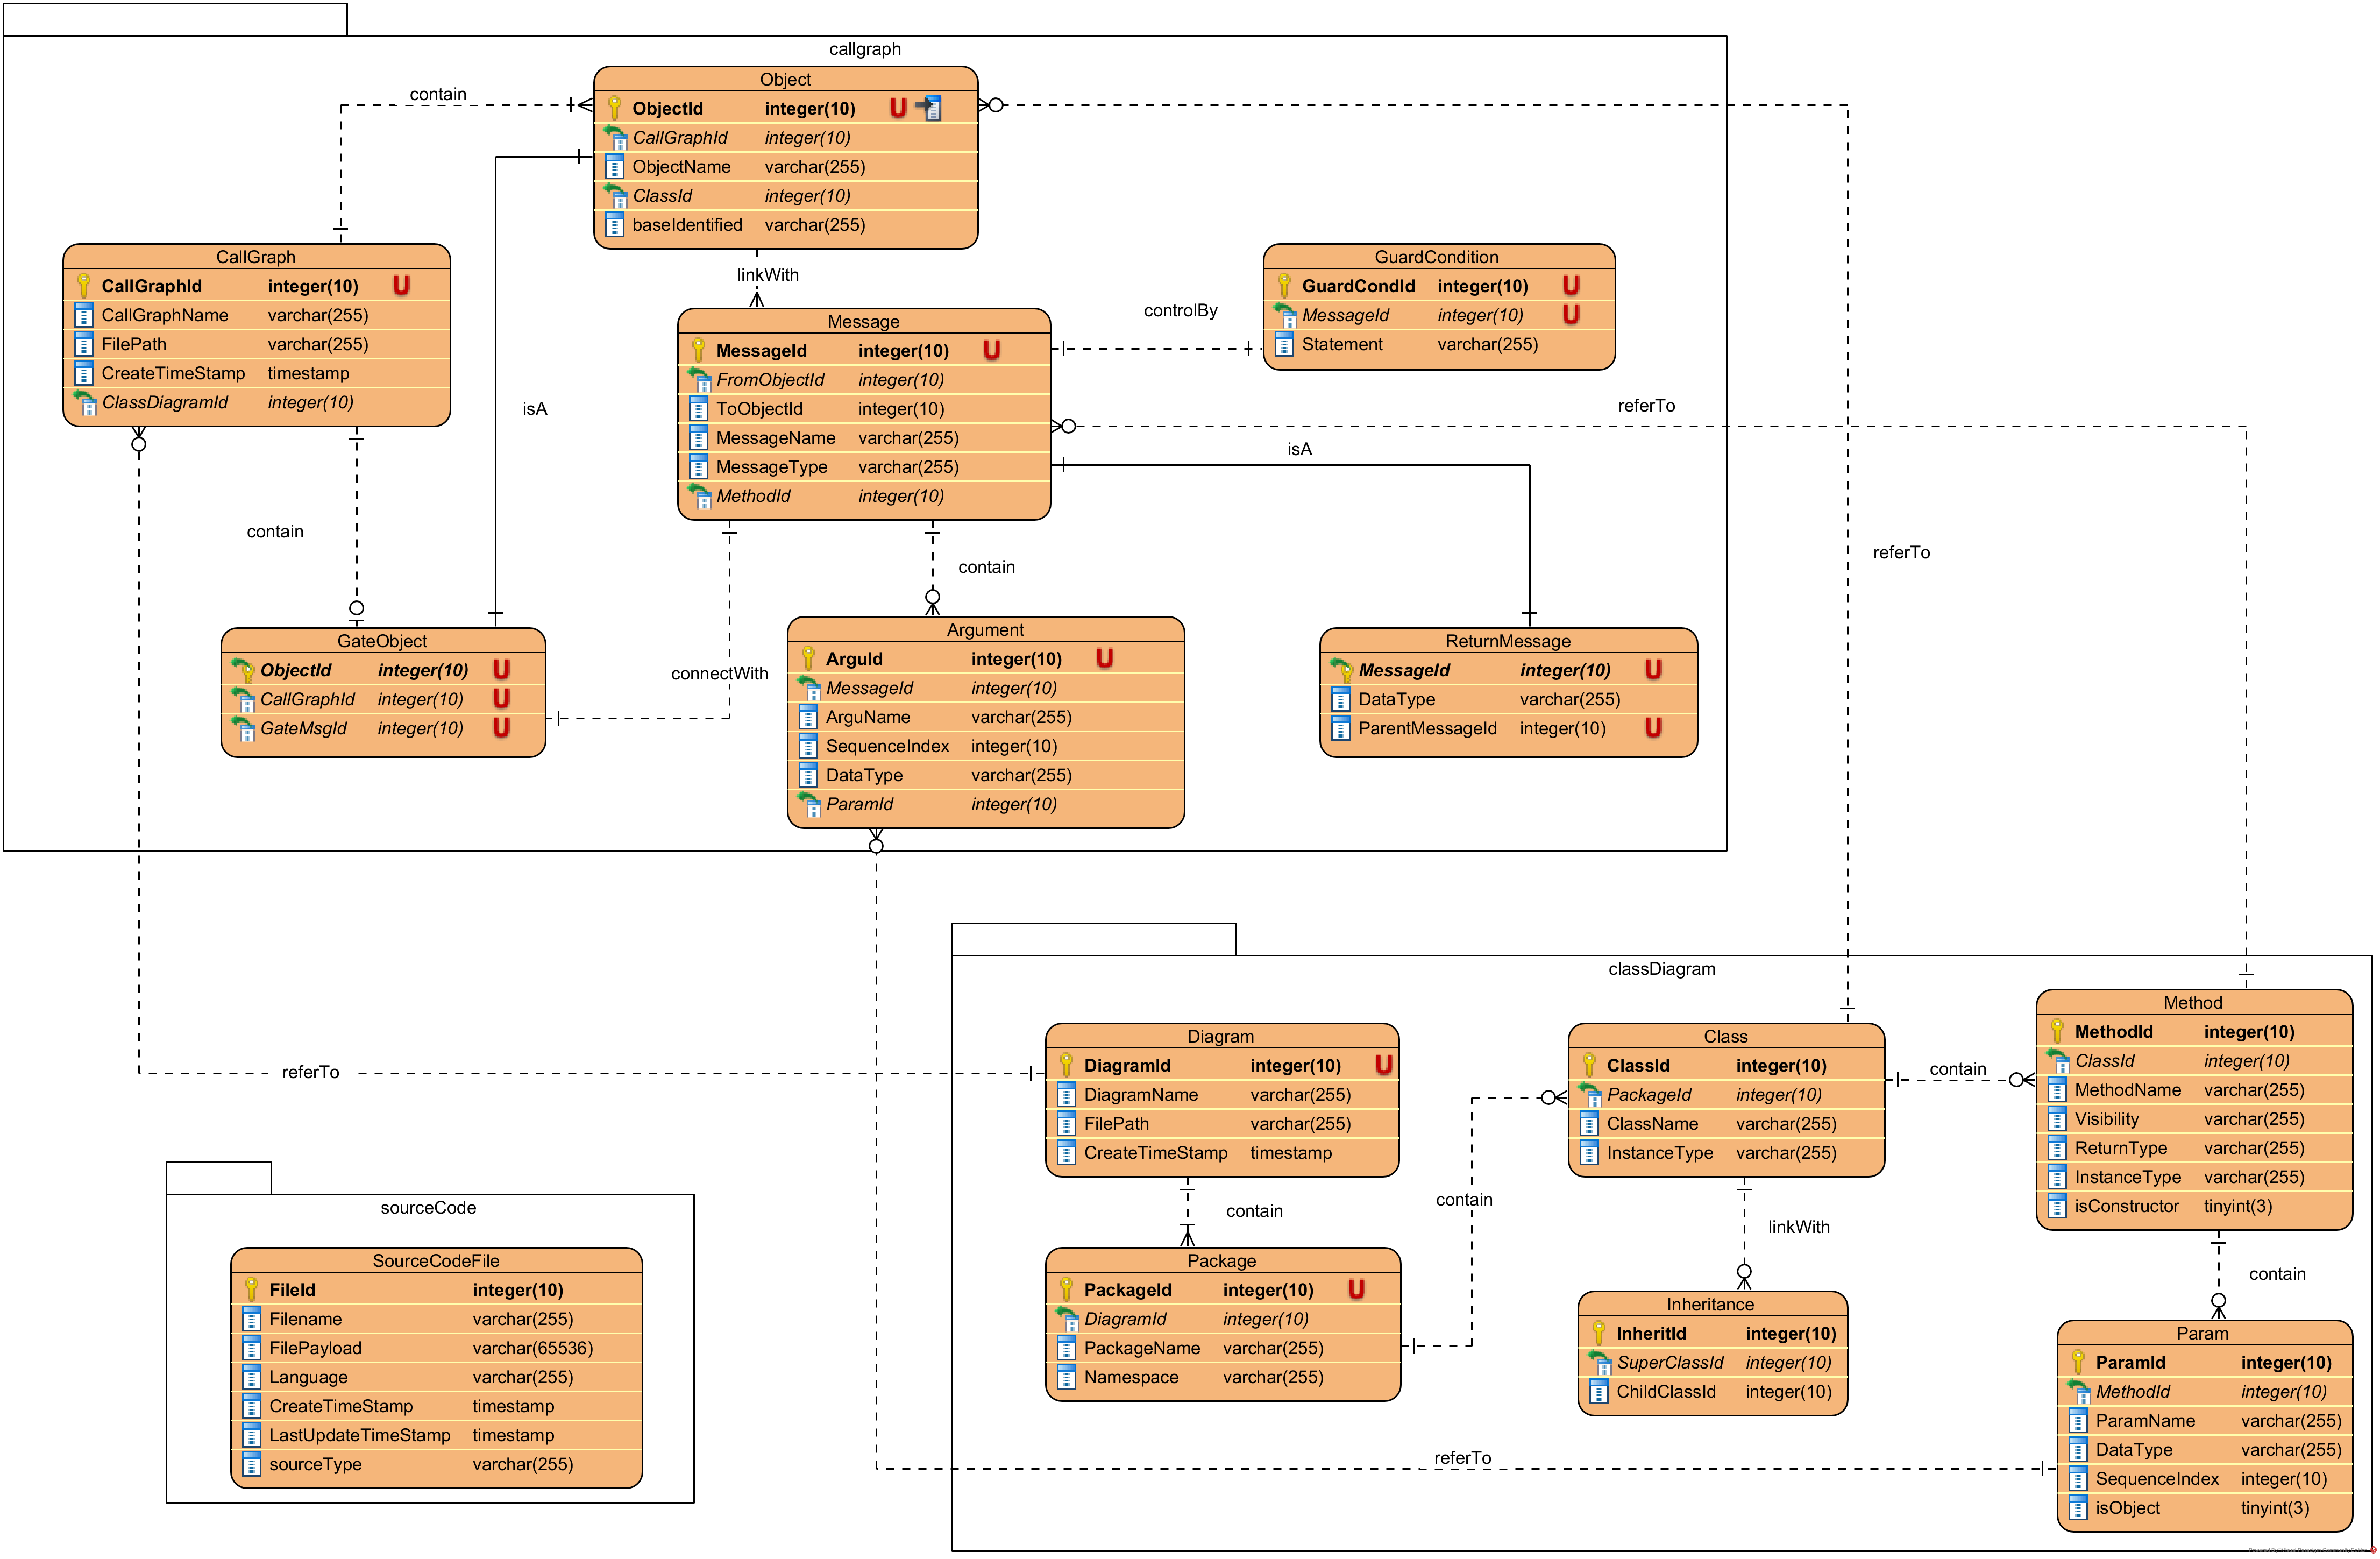 callgraph
contain
Object
ObjectId integer(10) U
CallGraphId integer(10)
ObjectName varchar(255)
ClassId integer(10)
baseIdentified varchar(255)
CallGraph
CallGraphId integer(10) U
CallGraphName varchar(255)
FilePath varchar(255)
CreateTimeStamp timestamp
ClassDiagramId integer(10)
linkWith
GuardCondition
GuardCondId integer(10) U
MessageId integer(10) U
Statement varchar(255)
controlBy
Message
MessageId integer(10) U
FromObjectId integer(10)
ToObjectId integer(10)
MessageName varchar(255)
MessageType varchar(255)
MethodId integer(10)
isA
referTo
isA
contain
contain
referTo
connectWith
GateObject
ObjectId integer(10) U
CallGraphId integer(10) U
GateMsgId integer(10) U
Argument
ArguId integer(10) U
MessageId integer(10)
ArguName varchar(255)
SequenceIndex integer(10)
DataType varchar(255)
ParamId integer(10)
ReturnMessage
MessageId integer(10) U
DataType varchar(255)
ParentMessageId integer(10) U
classDiagram
referTo
Diagram
DiagramId integer(10) U
DiagramName varchar(255)
FilePath varchar(255)
CreateTimeStamp timestamp
Class
ClassId integer(10)
PackageId integer(10)
ClassName varchar(255)
InstanceType varchar(255)
contain
Method
MethodId integer(10)
ClassId integer(10)
MethodName varchar(255)
Visibility varchar(255)
ReturnType varchar(255)
InstanceType varchar(255)
isConstructor tinyint(3)
contain
contain
linkWith
contain
Package
PackageId integer(10) U
DiagramId integer(10)
PackageName varchar(255)
Namespace varchar(255)
Inheritance
InheritId integer(10)
SuperClassId integer(10)
ChildClassId integer(10)
Param
ParamId integer(10)
MethodId integer(10)
ParamName varchar(255)
DataType varchar(255)
SequenceIndex integer(10)
isObject tinyint(3)
referTo
sourceCode
SourceCodeFile
FileId integer(10)
Filename varchar(255)
FilePayload varchar(65536)
Language varchar(255)
CreateTimeStamp timestamp
LastUpdateTimeStamp timestamp
sourceType varchar(255)